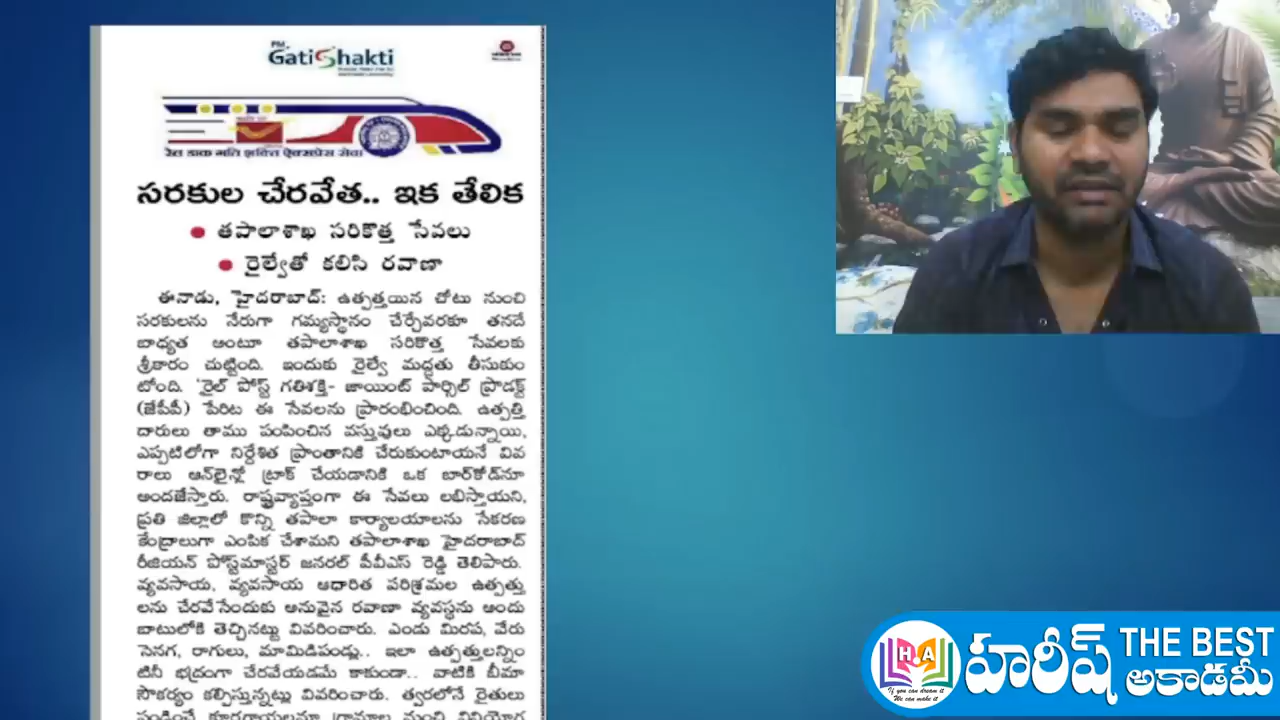 PM
GatiShakti
रेल डाक गति शक्ति ऐक्सप्रेस सेवा
సరకుల చేరవేత.. ఇక తేలిక
● తపాలాశాఖ సరికొత్త సేవలు
● రైల్వేతో కలిసి రవాణా
ఈనాడు, హైదరాబాద్: ఉత్పత్తయిన చోటు నుంచి
సరకులను నేరుగా గమ్యస్థానం చేర్చేవరకూ తనదే
బాధ్యత అంటూ తపాలాశాఖ సరికొత్త సేవలకు
శ్రీకారం చుట్టింది. ఇందుకు రైల్వే మద్దతు తీసుకుం
టోంది. 'రైల్ పోస్ట్ గతిశక్తి- జాయింట్ పార్సిల్ ప్రొడక్ట్
(జేపీపీ) పేరిట ఈ సేవలను ప్రారంభించింది. ఉత్పత్తి
దారులు తాము పంపించిన వస్తువులు ఎక్కడున్నాయి,
ఎప్పటిలోగా నిర్దేశిత ప్రాంతానికి చేరుకుంటాయనే వివ
రాలు ఆన్‌లైన్లో ట్రాక్ చేయడానికి ఒక బార్‌కోడ్‌నూ
అందజేస్తారు. రాష్ట్రవ్యాప్తంగా ఈ సేవలు లభిస్తాయని,
ప్రతి జిల్లాలో కొన్ని తపాలా కార్యాలయాలను సేకరణ
కేంద్రాలుగా ఎంపిక చేశామని తపాలాశాఖ హైదరాబాద్
రీజియన్ పోస్ట్‌మాస్టర్ జనరల్ పీవీఎస్ రెడ్డి తెలిపారు.
వ్యవసాయ, వ్యవసాయ ఆధారిత పరిశ్రమల ఉత్పత్తు
లను చేరవేసేందుకు అనువైన రవాణా వ్యవస్థను అందు
బాటులోకి తెచ్చినట్టు వివరించారు. ఎండు మిరప, వేరు
సెనగ, రాగులు, మామిడిపండ్లు.. ఇలా ఉత్పత్తులన్నిం
టినీ భద్రంగా చేరవేయడమే కాకుండా.. వాటికి బీమా
సౌకర్యం కల్పిస్తున్నట్లు వివరించారు. త్వరలోనే రైతులు
H A
If you can dream it
We can make it
హరీష్ THE BEST
అకాడమీ